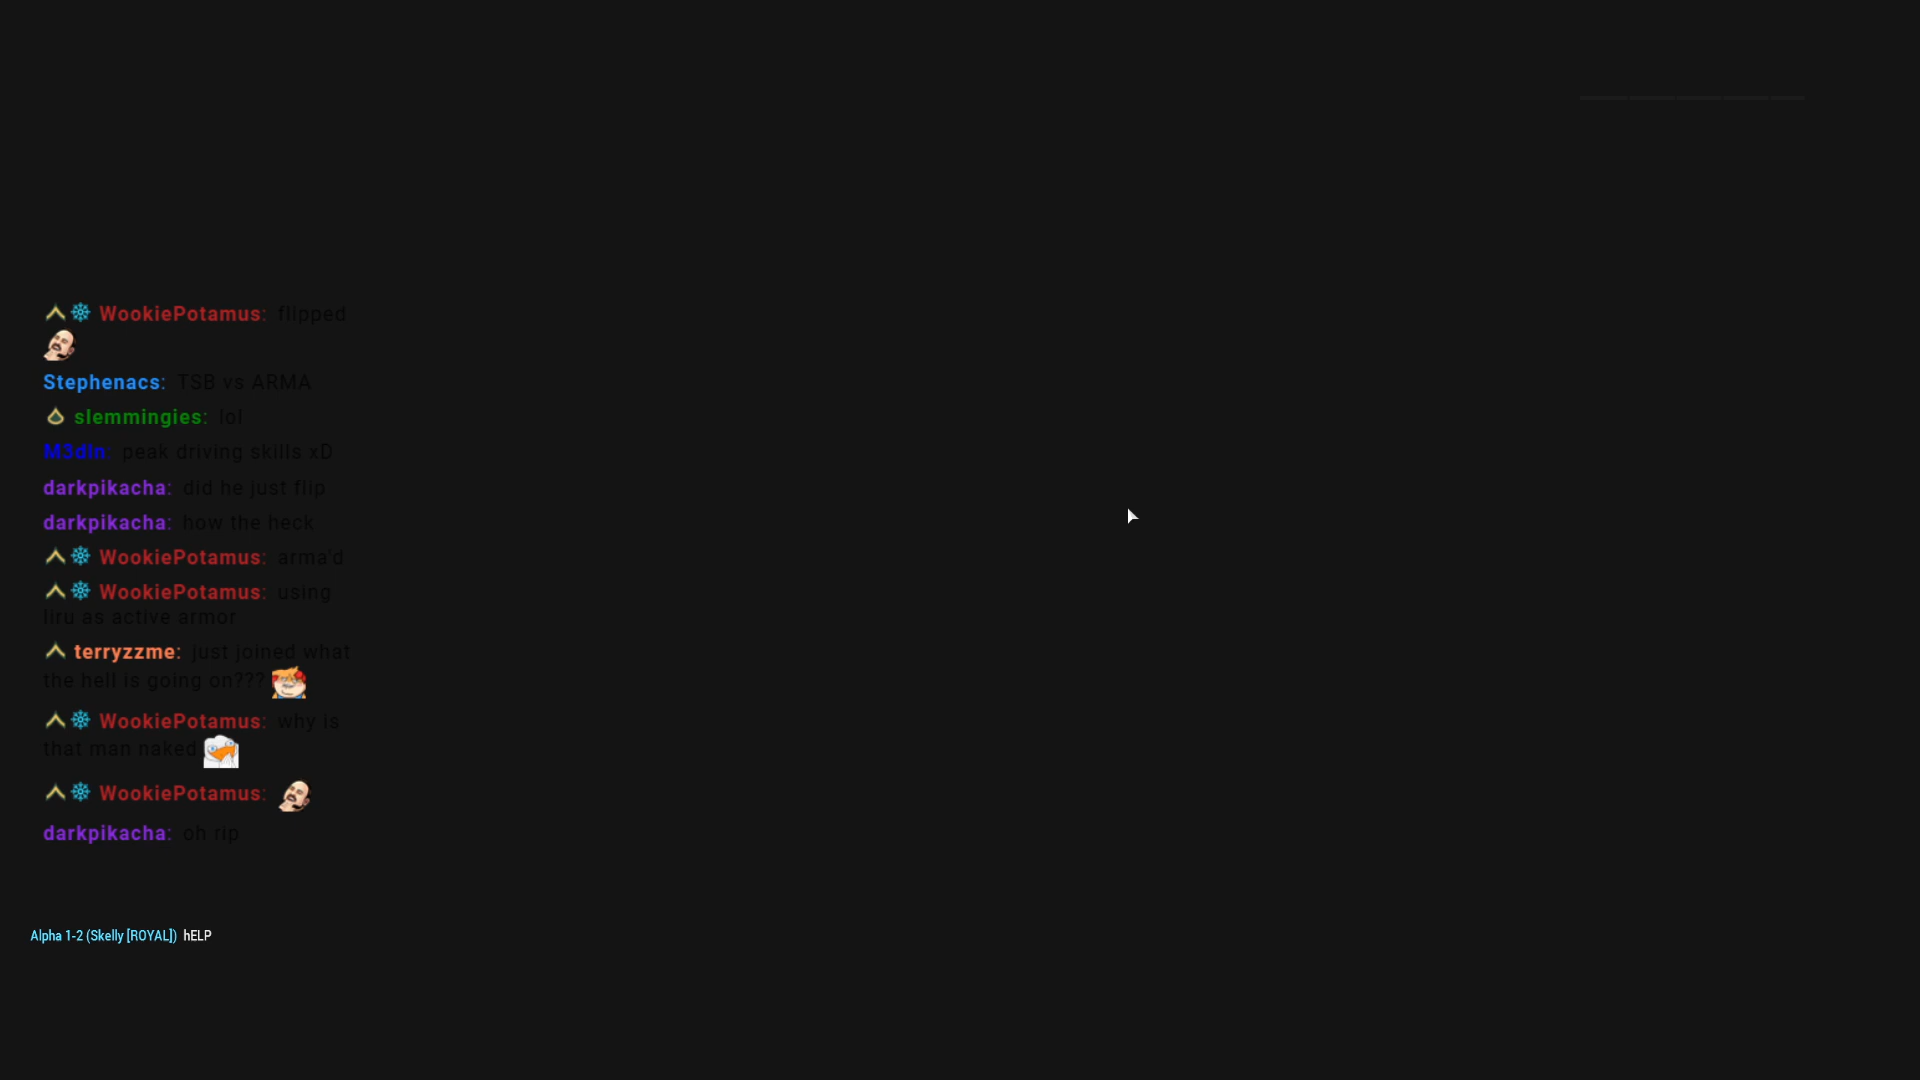 WookiePotamus: flipped
Stephenacs: TSB vs ARMA
slemmingies: lol
M3dln: peak driving skills xD
darkpikacha: did he just flip
darkpikacha: how the heck
WookiePotamus: arma'd
WookiePotamus: using
liru as active armor
terryzzme: just joined what
the hell is going on???
WookiePotamus: why is
that man naked
WookiePotamus:
darkpikacha: oh rip
Alpha 1-2 (Skelly [ROYAL]) hELP